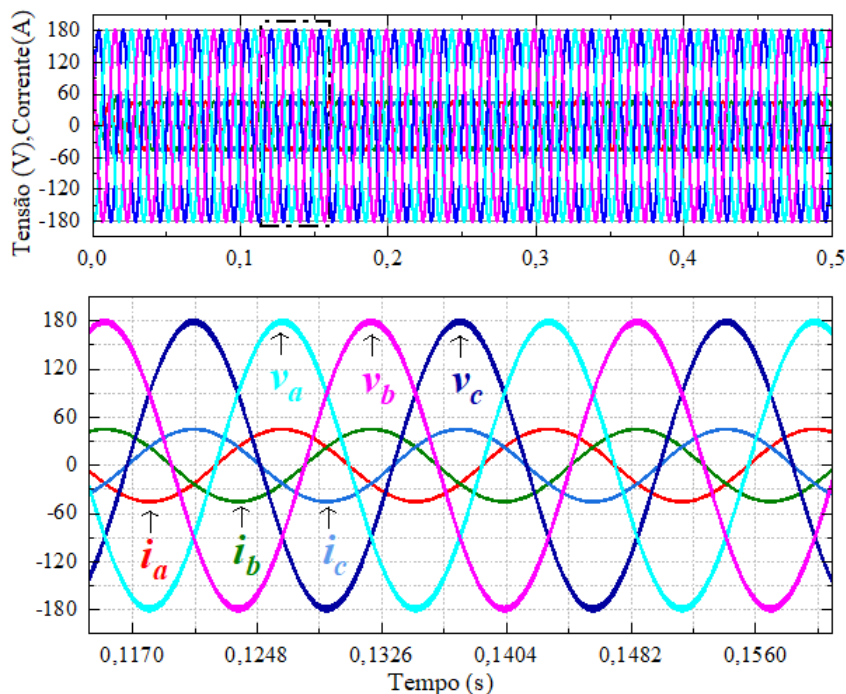 Tensão (V),Corrente(A)
180
120
60
0
-60
-120
-180
0,0 0,1 0,2 0,3 0,4 0,5
180
120
60
0
-60
-120
-180
v_a v_b v_c
i_a i_b i_c
0,1170 0,1248 0,1326 0,1404 0,1482 0,1560
Tempo (s)